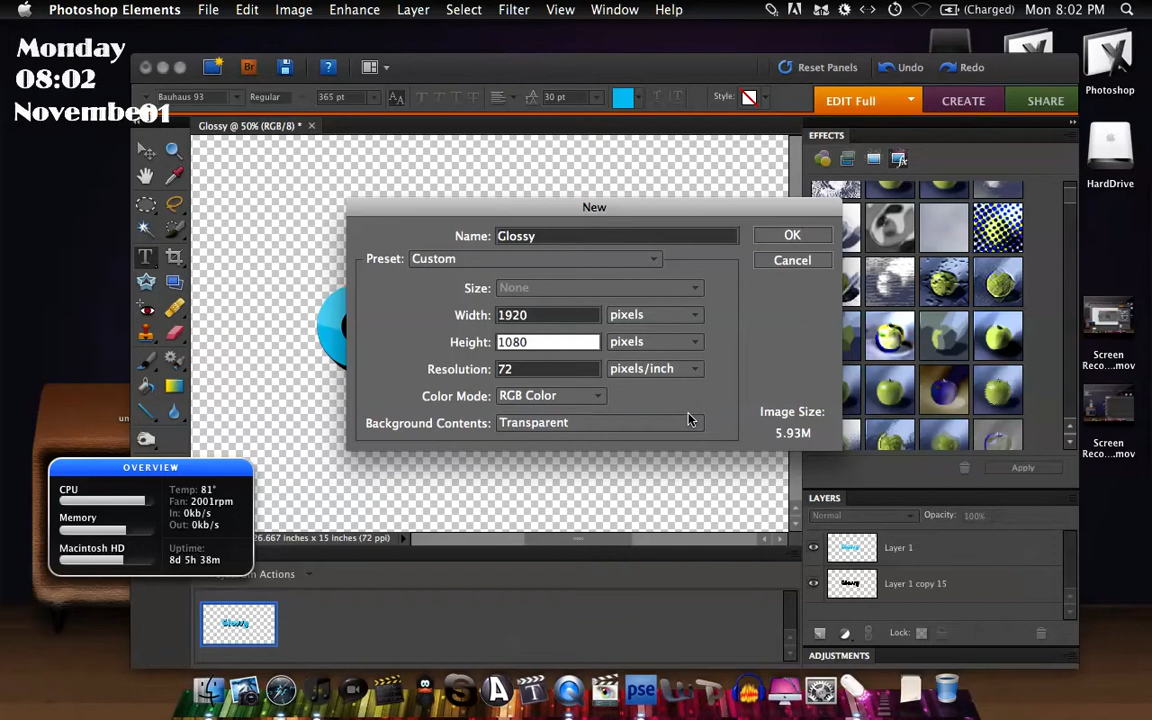 Photoshop Elements File Edit Image Enhance Layer Select Filter View Window Help (Charged) Mon 8:02 PM
Monday
08:02
November 01
Br ? Reset Panels Undo Redo
Bauhaus 93 Regular 365 pt 30 pt Style: EDIT Full CREATE SHARE
Glossy @ 50% (RGB/8) *
EFFECTS
Photoshop
HardDrive
New
Name: Glossy OK
Preset: Custom Cancel
Size: None
Width: 1920 pixels
Height: 1080 pixels
Resolution: 72 pixels/inch
Color Mode: RGB Color
Background Contents: Transparent
Image Size:
5.93M
Screen
Reco....mov
Screen
Reco....mov
Apply
un
OVERVIEW
CPU
Memory
Macintosh HD
Temp: 81°
Fan: 2001rpm
In: 0kb/s
Out: 0kb/s
Uptime:
8d 5h 38m
LAYERS
Normal Opacity: 100%
Layer 1
Layer 1 copy 15
Lock:
ADJUSTMENTS
26.667 inches x 15 inches (72 ppi)
Actions
Glossy
pse